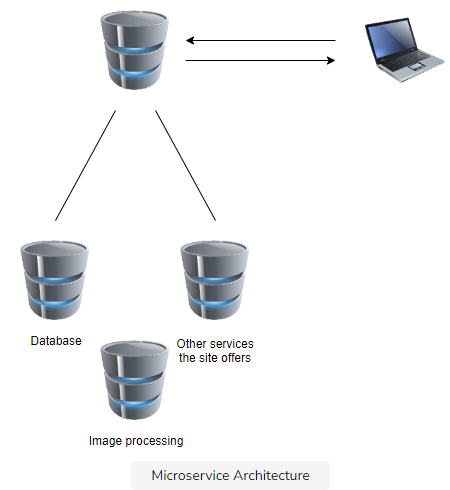 Database
Other services
the site offers
Image processing
Microservice Architecture